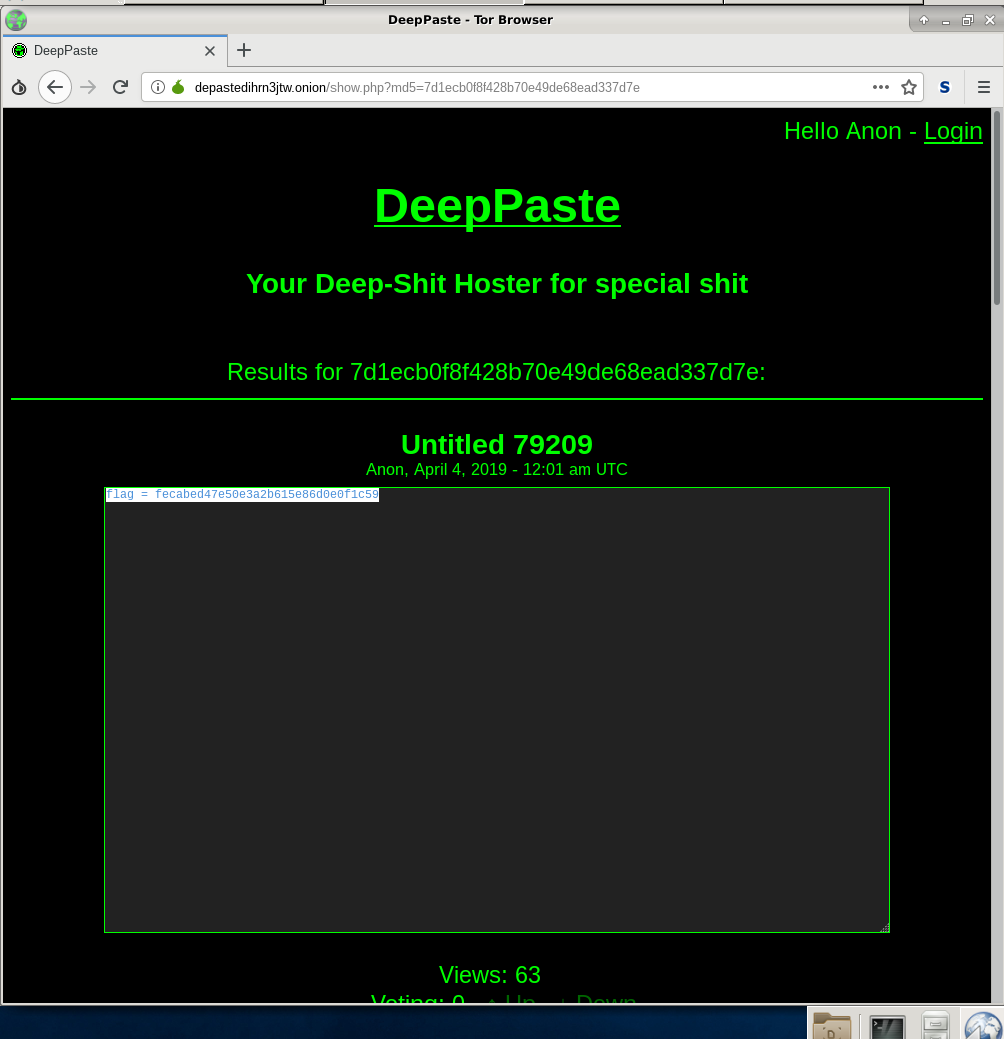 DeepPaste - Tor Browser
DeepPaste
depastedihrn3jtw.onion/show.php?md5=7d1ecb0f8f428b70e49de68ead337d7e
S
Hello Anon - Login
DeepPaste
Your Deep-Shit Hoster for special shit
Results for 7d1ecb0f8f428b70e49de68ead337d7e:
Untitled 79209
Anon, April 4, 2019 - 12:01 am UTC
flag = fecabed47e50e3a2b615e86d0e0f1c59
Views: 63
Voting: 0 ↑ Up ↓ Down